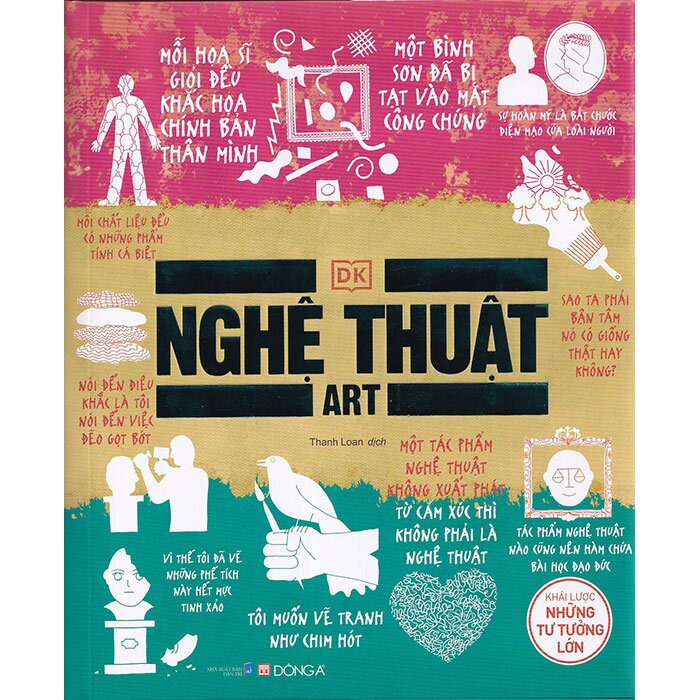 MỖI HỌA SĨ
GIỎI ĐỀU
KHẮC HỌA
CHÍNH BẢN
THÂN MÌNH
MỘT BÌNH
SƠN ĐÃ BỊ
TẠT VÀO MẶT
CÔNG CHÚNG
SỰ HOÀN MỸ LÀ BẮT CHƯỚC
DIỆN MẠO CỦA LOÀI NGƯỜI
MỖI CHẤT LIỆU ĐỀU
CÓ NHỮNG PHẨM
TÍNH CÁ BIỆT
DK
NGHỆ THUẬT
ART
Thanh Loan dịch
SAO TA PHẢI
BẬN TÂM
NÓ CÓ GIỐNG
THẬT HAY
KHÔNG?
NÓI ĐẾN ĐIÊU
KHẮC LÀ TÔI
NÓI ĐẾN VIỆC
ĐẼO GỌT BỚT
MỘT TÁC PHẨM
NGHỆ THUẬT
KHÔNG XUẤT PHÁT
TỪ CẢM XÚC THÌ
KHÔNG PHẢI LÀ
NGHỆ THUẬT
TÁC PHẨM NGHỆ THUẬT
NÀO CŨNG NÊN HÀM CHỨA
BÀI HỌC ĐẠO ĐỨC
VÌ THẾ TÔI ĐÃ VẼ
NHỮNG PHẾ TÍCH
NÀY HẾT MỰC
TINH XẢO
TÔI MUỐN VẼ TRANH
NHƯ CHIM HÓT
KHÁI LƯỢC
NHỮNG
TƯ TƯỞNG
LỚN
NHÀ XUẤT BẢN
DÂN TRÍ
ĐÔNG A